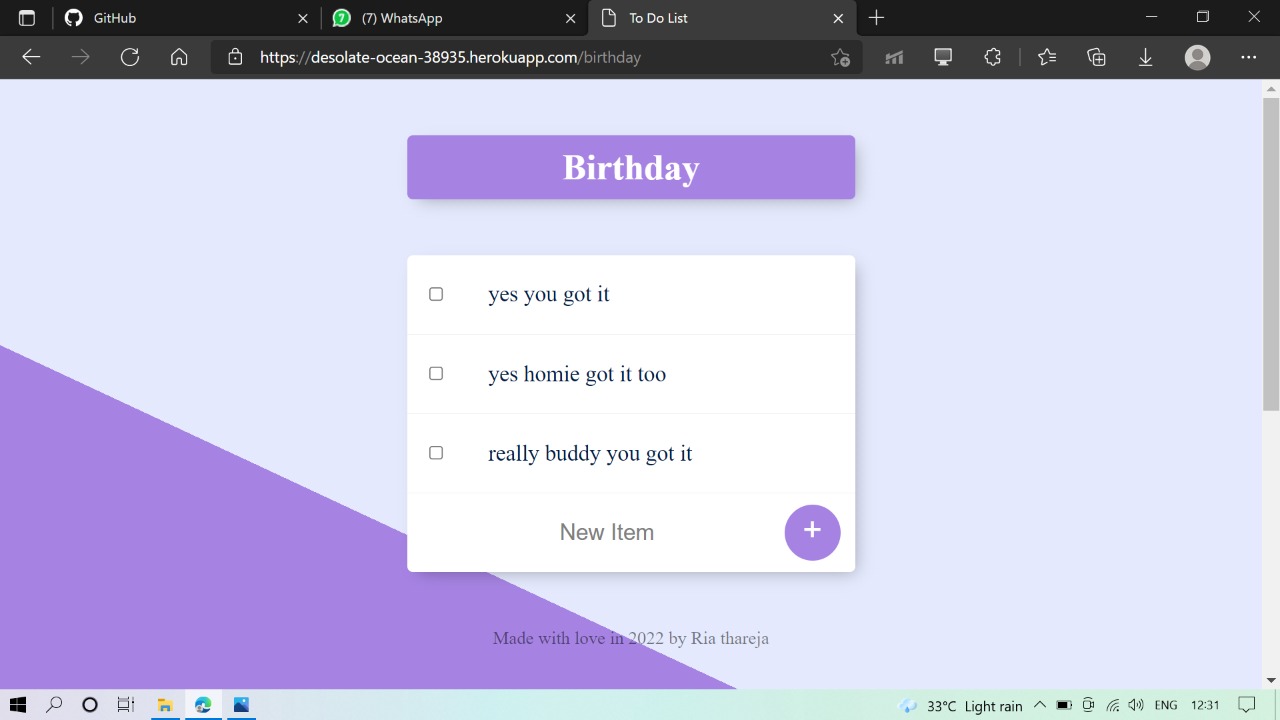 GitHub
(7) WhatsApp
To Do List
https://desolate-ocean-38935.herokuapp.com/birthday
Birthday
yes you got it
yes homie got it too
really buddy you got it
New Item
+
Made with love in 2022 by Ria thareja
33°C Light rain
ENG
12:31